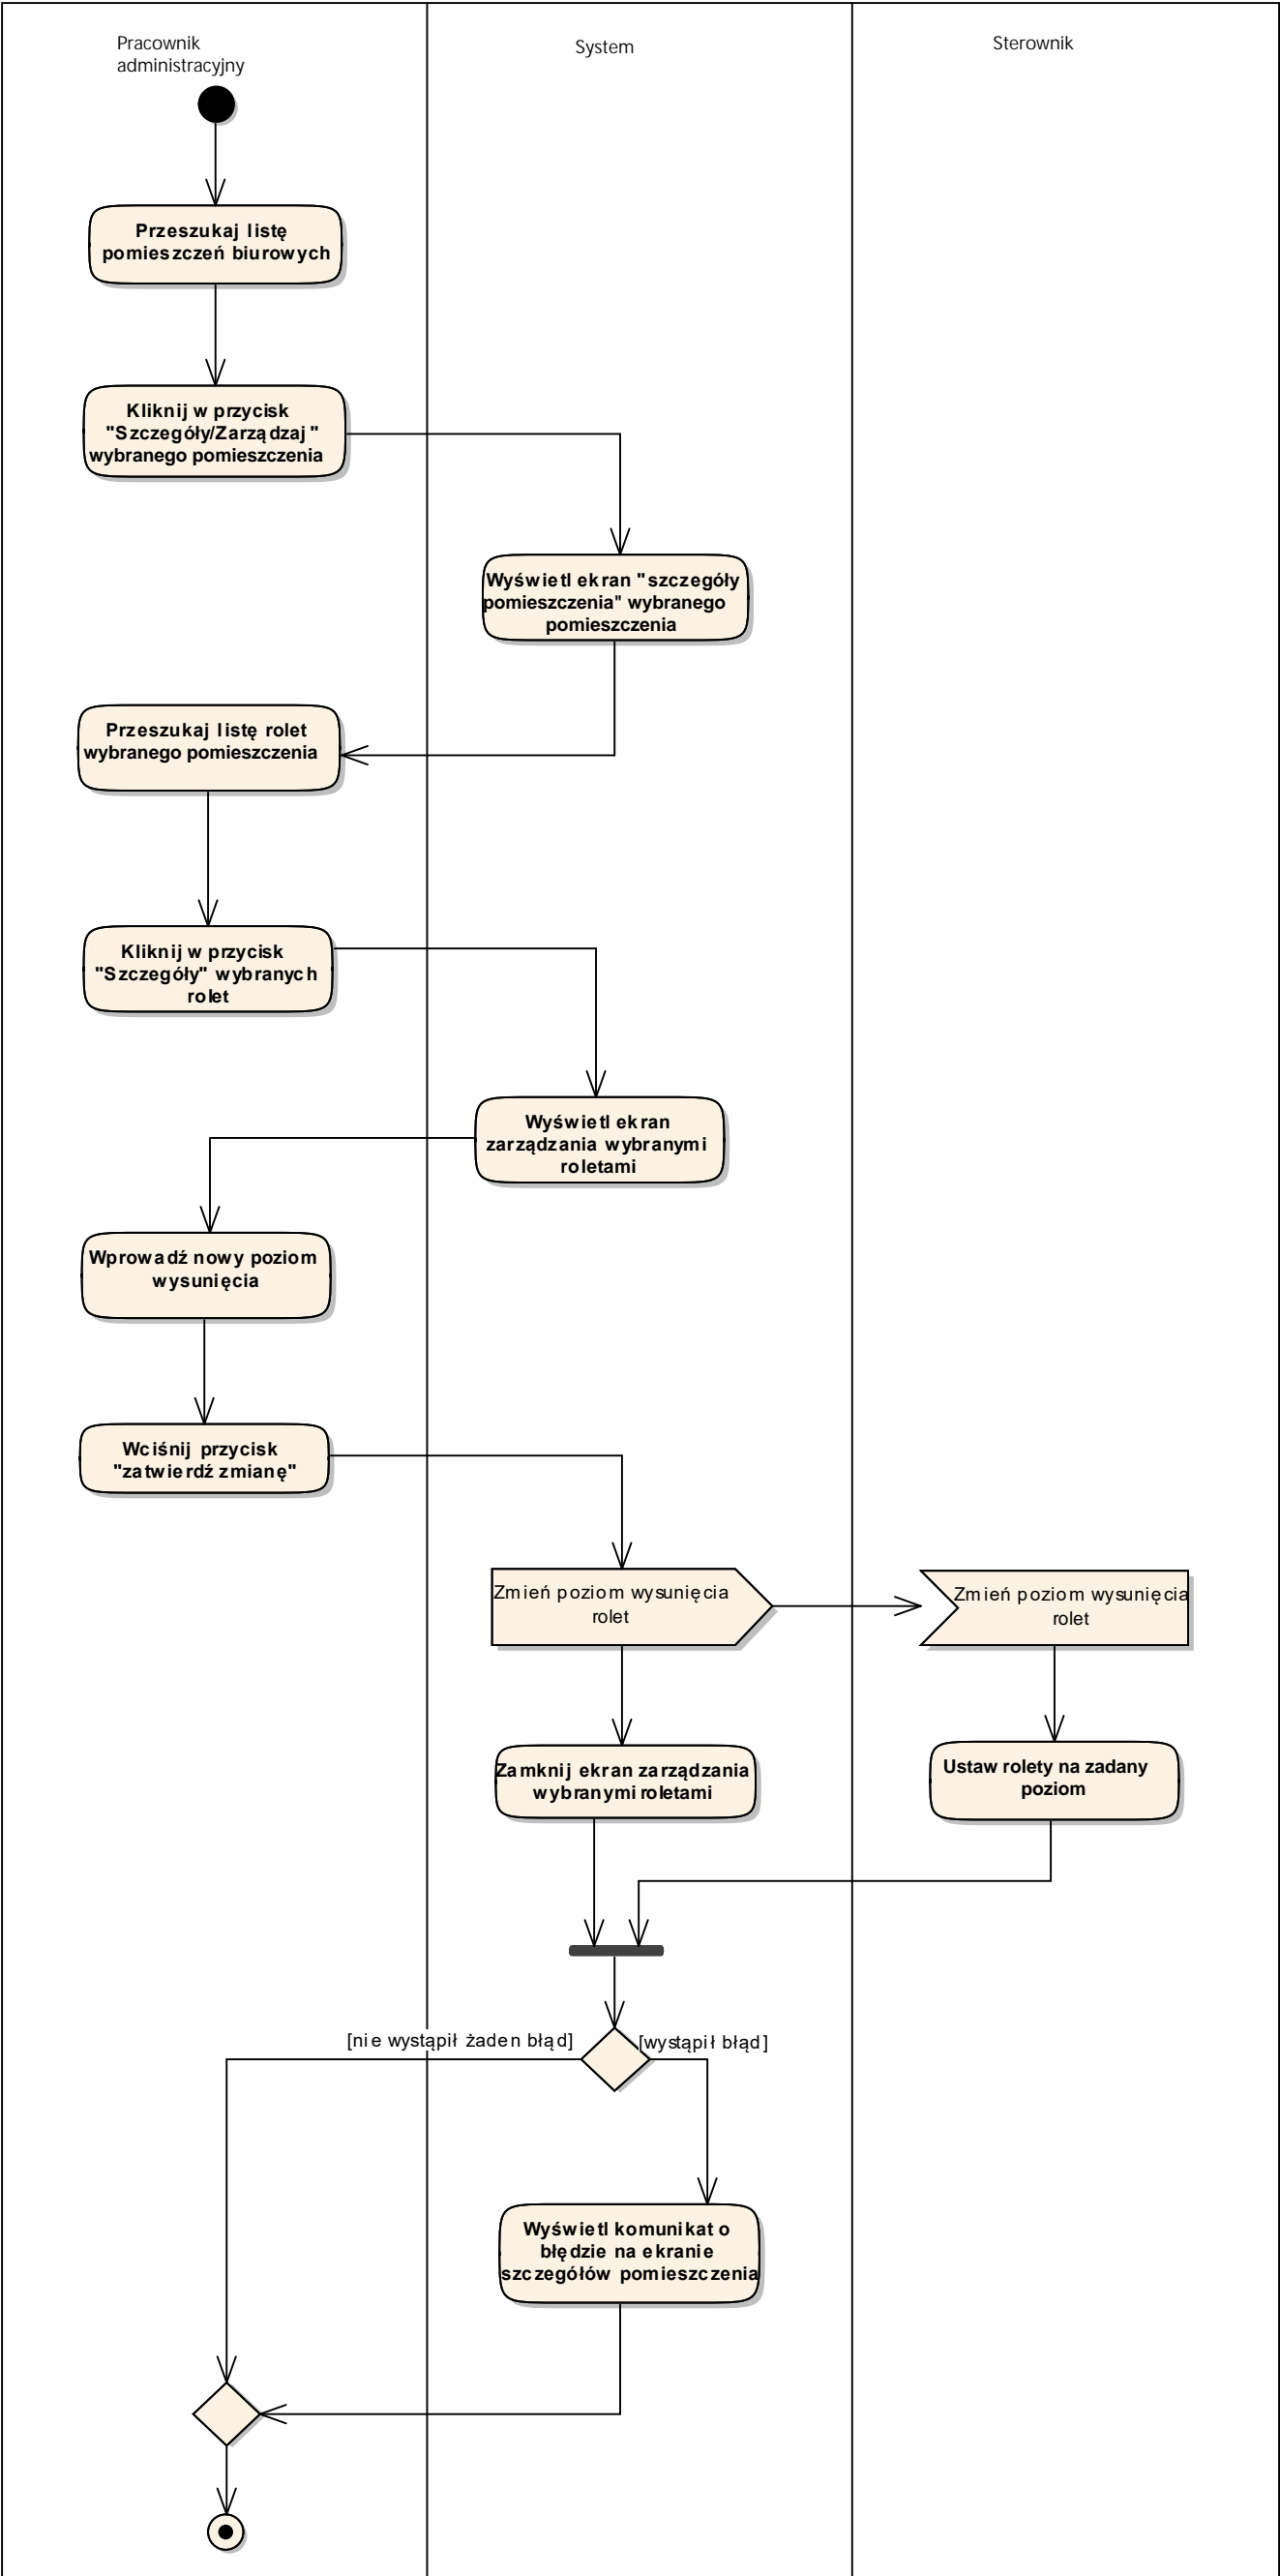 Pracownik
administracyjny
System
Sterownik
Przeszukaj listę
pomieszczeń biurowych
Kliknij w przycisk
"Szczegóły/Zarządzaj"
wybranego pomieszczenia
Wyświetl ekran "szczegóły
pomieszczenia" wybranego
pomieszczenia
Przeszukaj listę rolet
wybranego pomieszczenia
Kliknij w przycisk
"Szczegóły" wybranych
rolet
Wyświetl ekran
zarządzania wybranymi
roletami
Wprowadź nowy poziom
wysunięcia
Wciśnij przycisk
"zatwierdź zmianę"
Zmień poziom wysunięcia
rolet
Zmień poziom wysunięcia
rolet
Zamknij ekran zarządzania
wybranymi roletami
Ustaw rolety na zadany
poziom
[nie wystąpił żaden błąd]
[wystąpił błąd]
Wyświetl komunikat o
błędzie na ekranie
szczegółów pomieszczenia